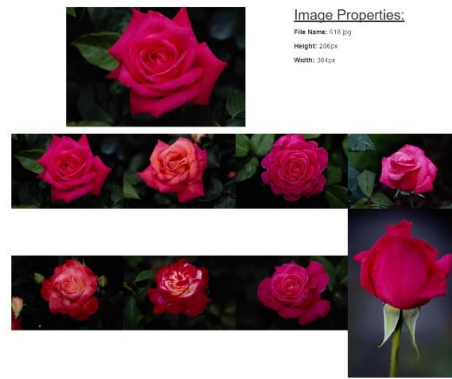 Image Properties:
File Name: 618.jpg
Height: 256px
Width: 384px